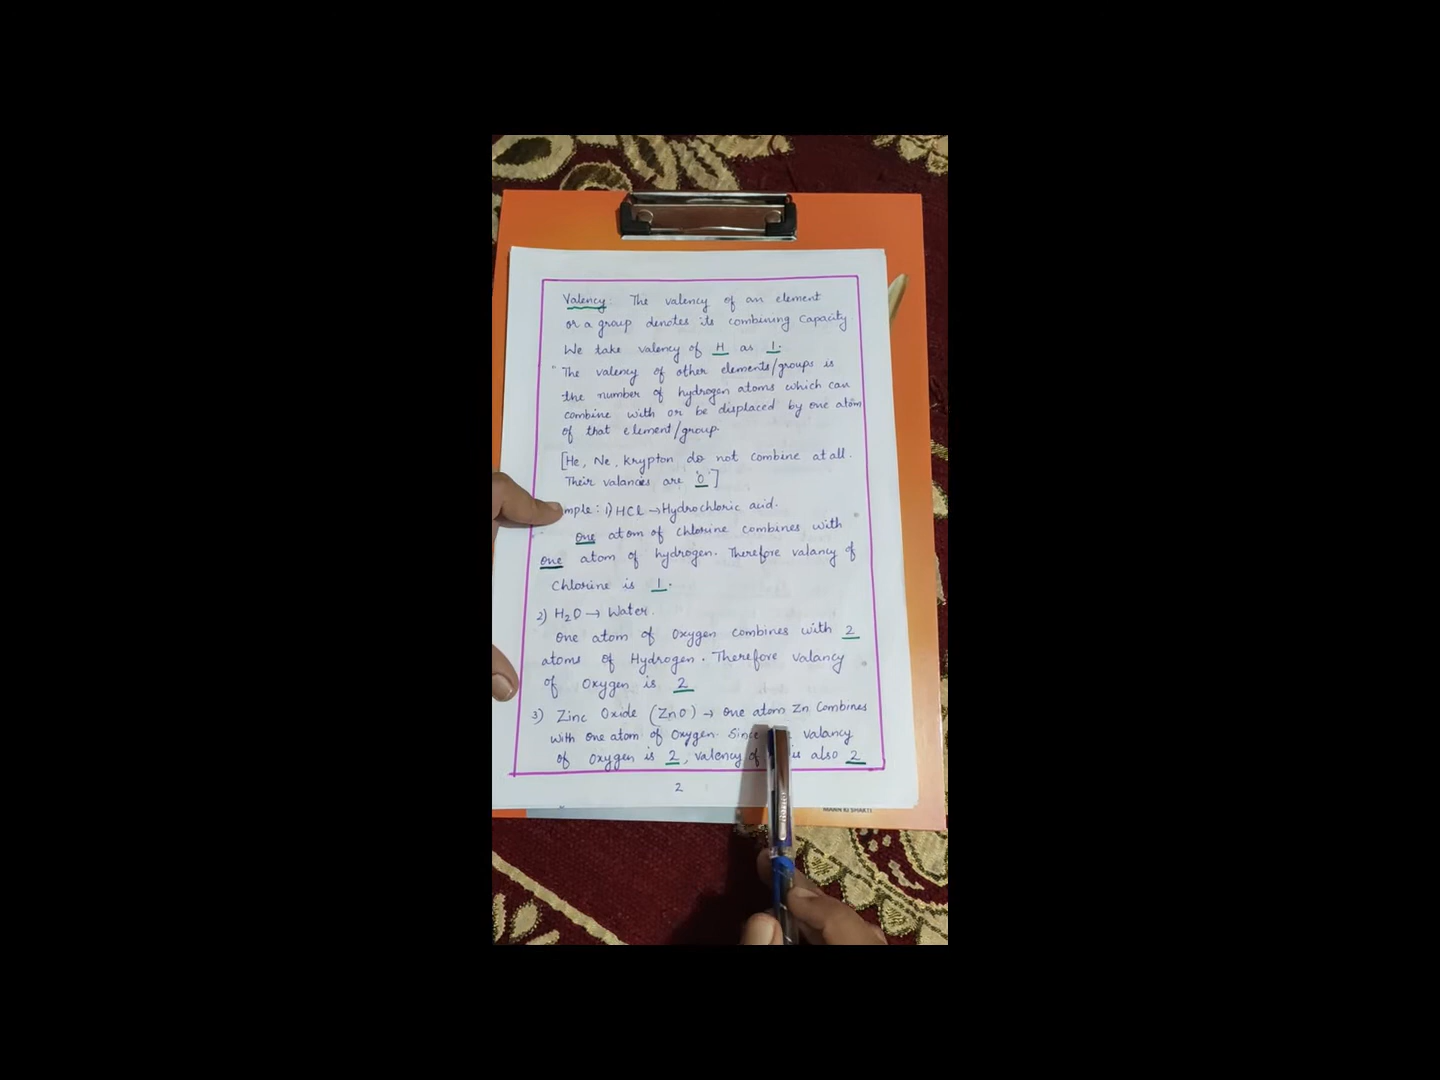 Valency: The valency of an element
or a group denotes its combining capacity
We take valency of H as 1.
" The valency of other elements/groups is
the number of hydrogen atoms which can
combine with or be displaced by one atom
of that element/group.
[He, Ne, Krypton do not combine at all.
Their valancies are '0']
mple: 1) HCl → Hydrochloric acid.
One atom of chlorine combines with
one atom of hydrogen. Therefore valancy of
Chlorine is 1.
2) H₂O → Water.
One atom of Oxygen combines with 2
atoms of Hydrogen. Therefore valancy
of Oxygen is 2
3) Zinc Oxide (ZnO) → One atom Zn Combines
with one atom of Oxygen. Since valancy
of Oxygen is 2, valency of is also 2
2
MANN KI SHAKTI